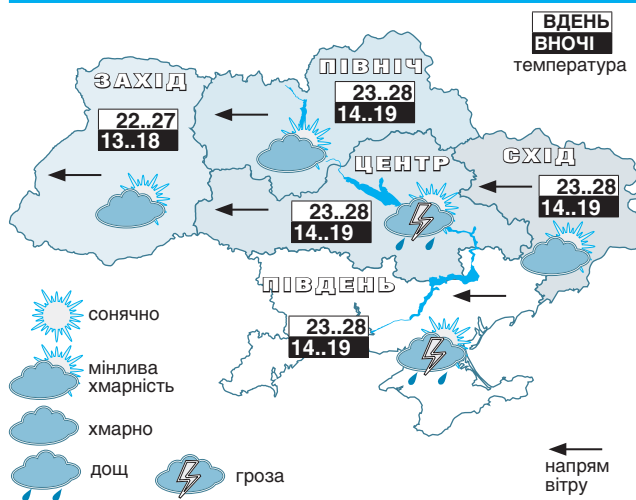 ВДЕНЬ
ВНОЧІ
температура
ЗАХІД
22..27
13..18
ПІВНІЧ
23..28
14..19
ЦЕНТР
23..28
14..19
СХІД
23..28
14..19
ПІВДЕНЬ
23..28
14..19
сонячно
мінлива
хмарність
хмарно
дощ
гроза
напрям
вітру